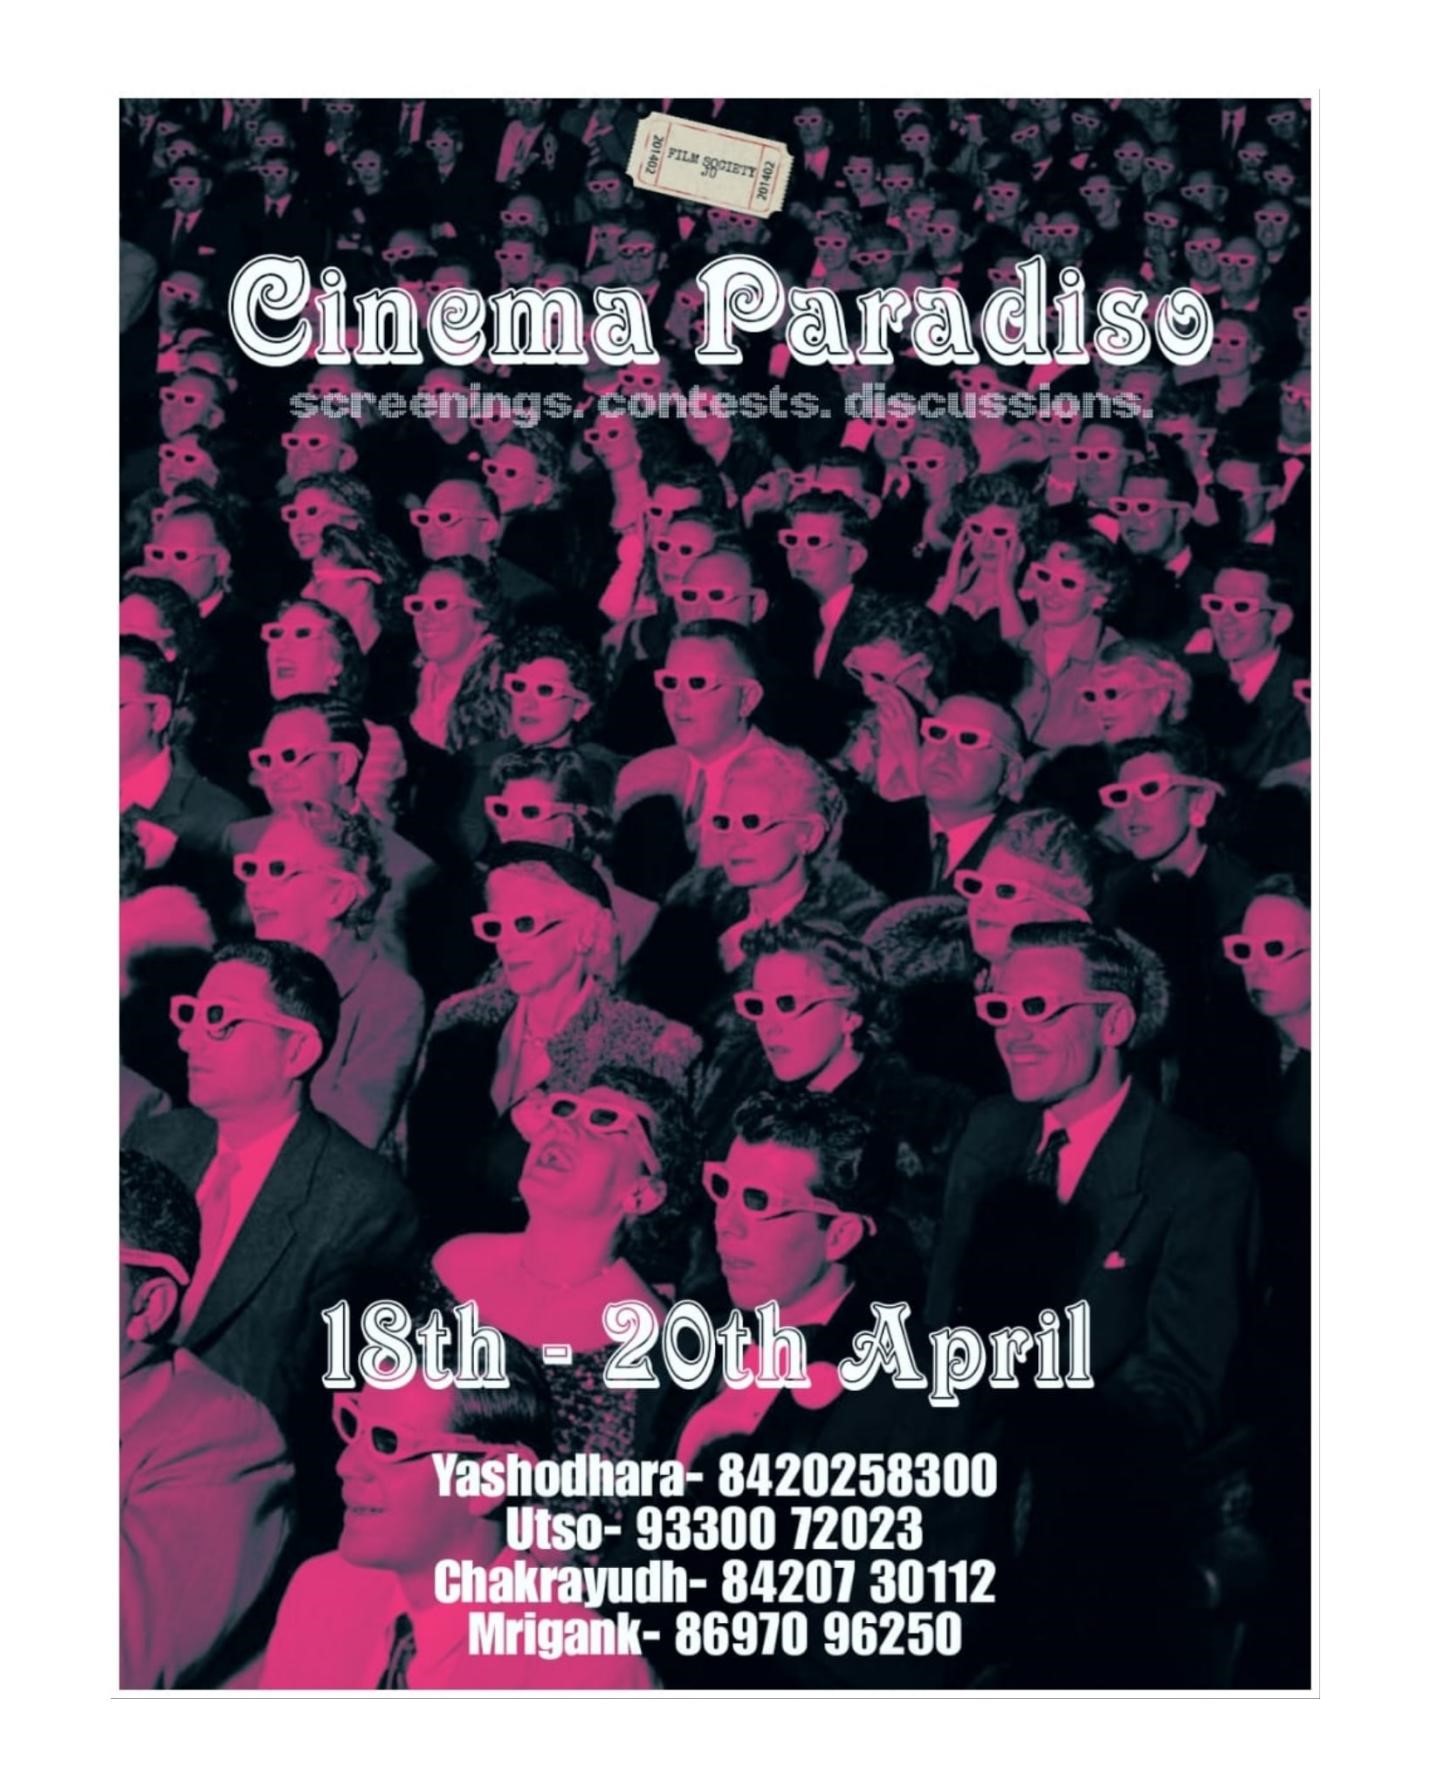 201402
FILM SOCIETY
JU
201402
Cinema Paradiso
screenings. contests. discussions.
18th - 20th April
Yashodhara- 8420258300
Utso- 93300 72023
Chakrayudh- 84207 30112
Mrigank- 86970 96250